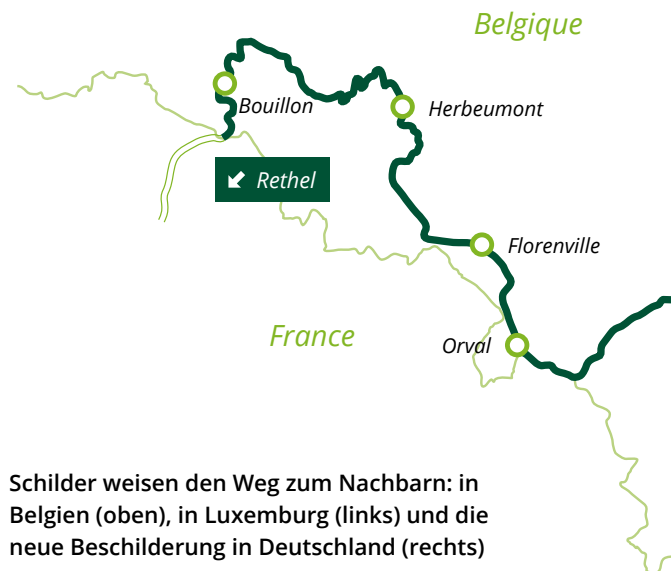 Belgique
Bouillon
Herbeumont
Rethel
Florenville
France
Orval
Schilder weisen den Weg zum Nachbarn: in
Belgien (oben), in Luxemburg (links) und die
neue Beschilderung in Deutschland (rechts)